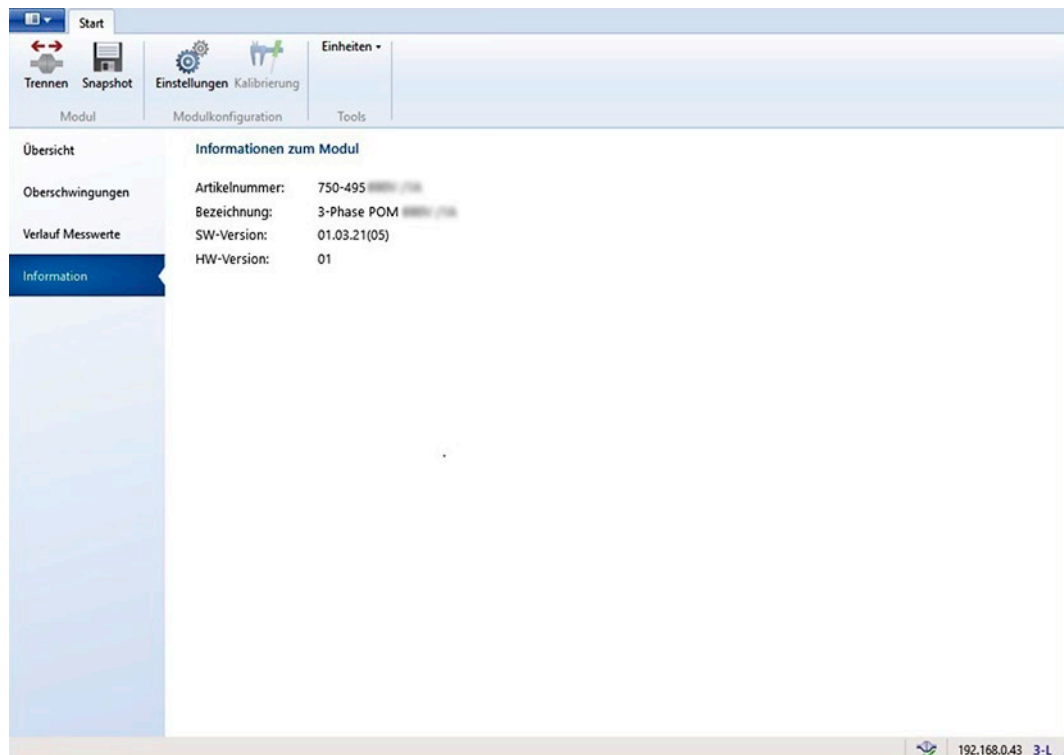 Start
Trennen Snapshot Einstellungen Kalibrierung Einheiten
Modul Modulkonfiguration Tools
Übersicht
Oberschwingungen
Verlauf Messwerte
Information
Informationen zum Modul
Artikelnummer: 750-495
Bezeichnung: 3-Phase POM
SW-Version: 01.03.21(05)
HW-Version: 01
192.168.0.43 3-L